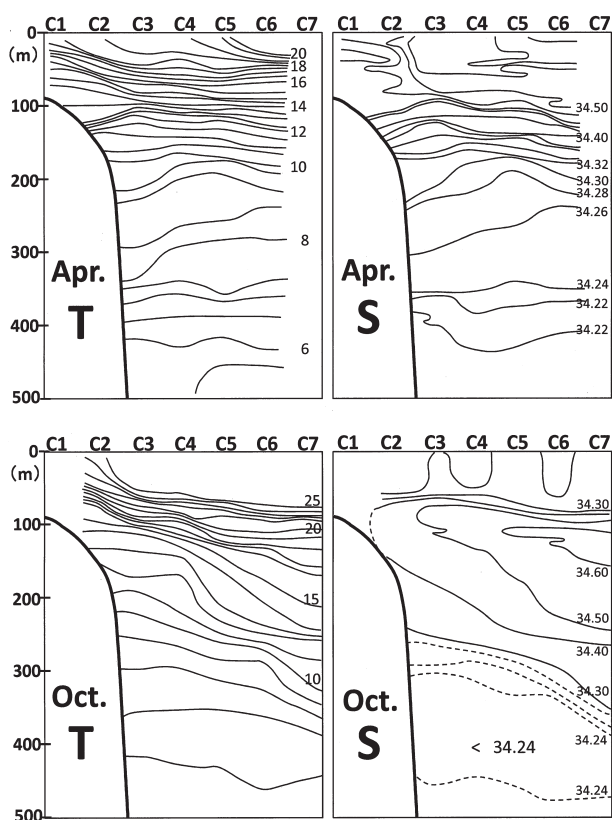 C1 C2 C3 C4 C5 C6 C7
C1 C2 C3 C4 C5 C6 C7
0
(m)
100
200
300
400
500
20
18
16
14
12
10
8
6
Apr.
T
34.50
34.40
34.32
34.30
34.28
34.26
34.24
34.22
34.22
Apr.
S
C1 C2 C3 C4 C5 C6 C7
C1 C2 C3 C4 C5 C6 C7
0
(m)
100
200
300
400
500
25
20
15
10
Oct.
T
34.30
34.60
34.50
34.40
34.30
34.24
< 34.24
34.24
Oct.
S